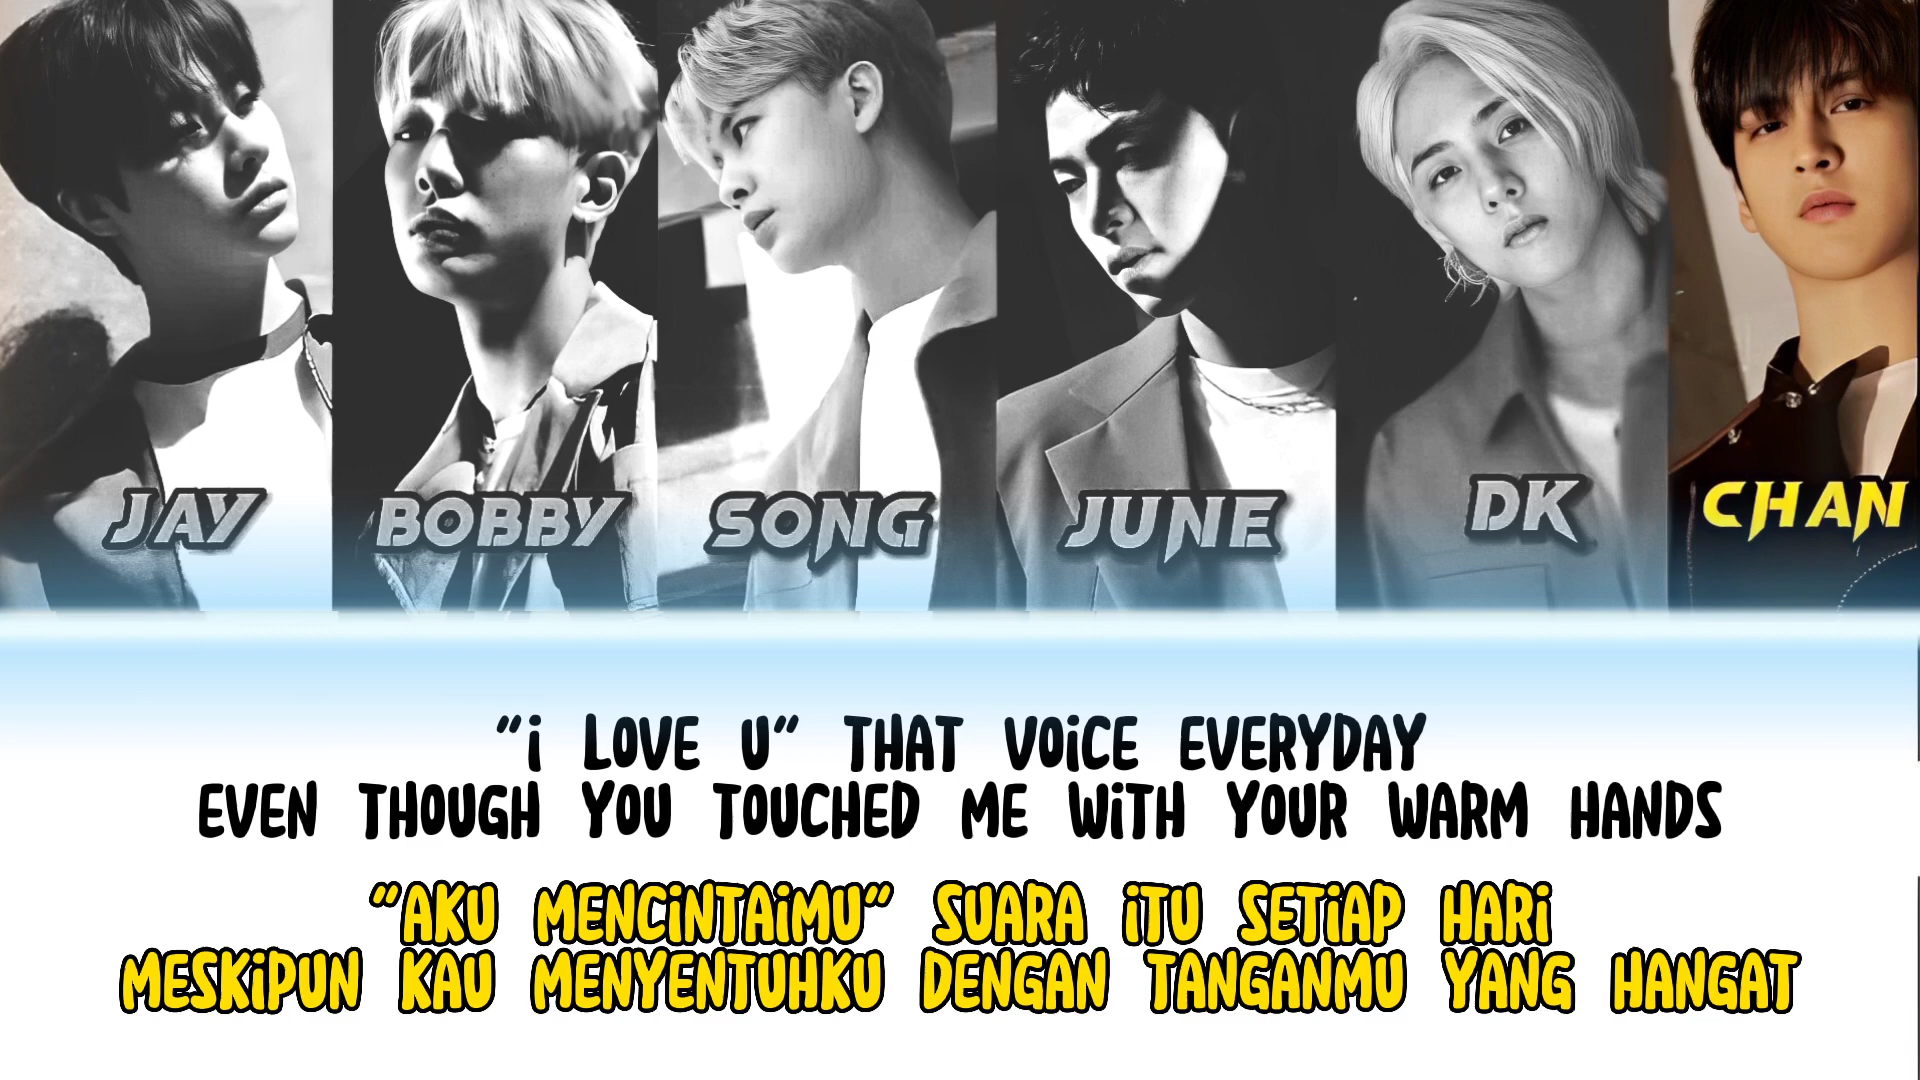 JAY BOBBY SONG JUNE DK CHAN
"i LOVE U" THAT VOiCE EVERYDAY
EVEN THOUGH YOU TOUCHED ME WiTH YOUR WARM HANDS
"AKU MENCiNTAiMU" SUARA iTU SETiAP HARi
MESKiPUN KAU MENYENTUHKU DENGAN TANGANMU YANG HANGAT